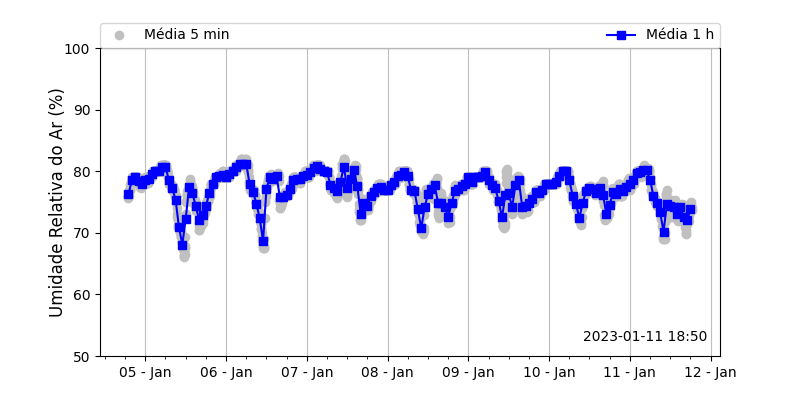 Média 5 min
Média 1 h
Umidade Relativa do Ar (%)
100
90
80
70
60
50
2023-01-11 18:50
05 - Jan
06 - Jan
07 - Jan
08 - Jan
09 - Jan
10 - Jan
11 - Jan
12 - Jan